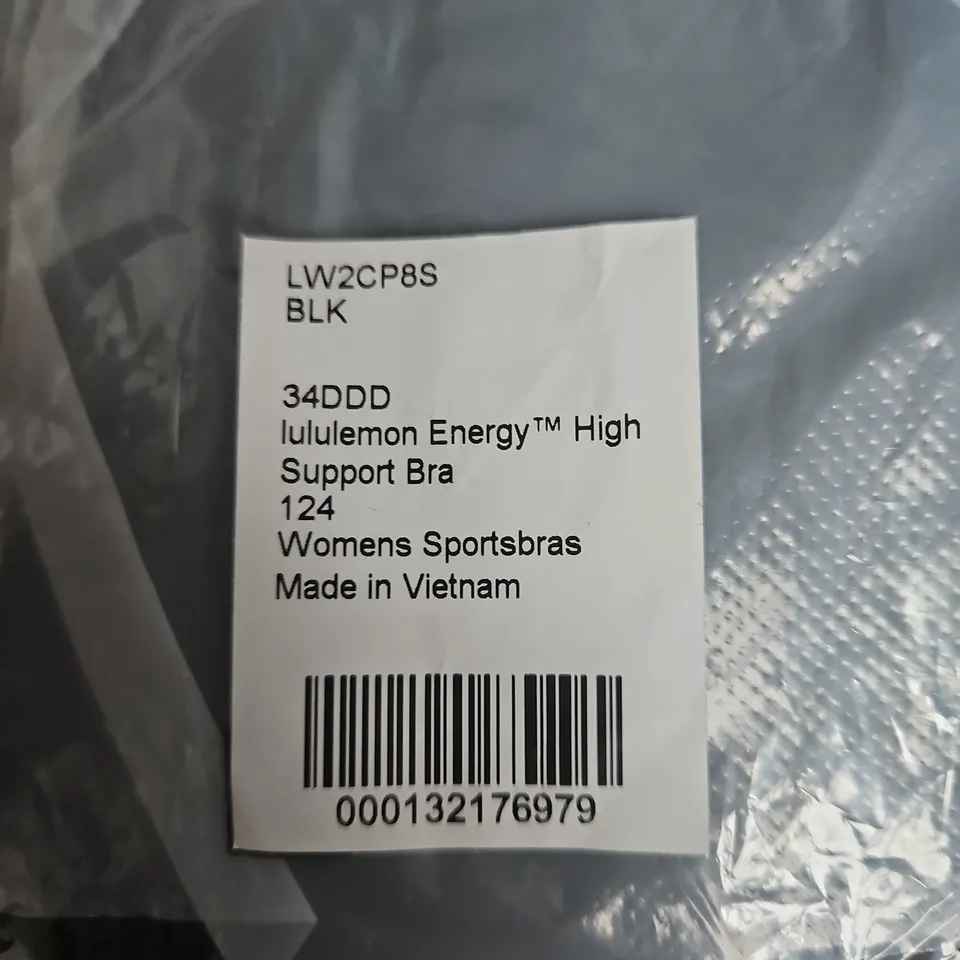 LW2CP8S
BLK
34DDD
lululemon Energy™ High
Support Bra
124
Womens Sportsbras
Made in Vietnam
000132176979